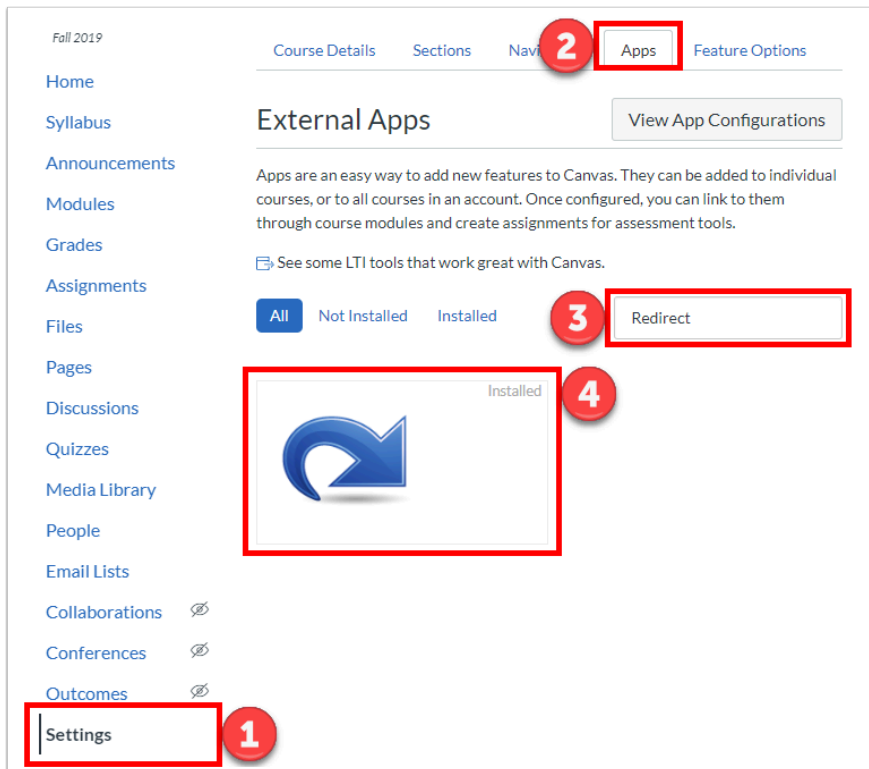 Fall 2019
Home
Syllabus
Announcements
Modules
Grades
Assignments
Files
Pages
Discussions
Quizzes
Media Library
People
Email Lists
Collaborations
Conferences
Outcomes
Settings
1
Course Details Sections Navi 2 Apps Feature Options
External Apps View App Configurations
Apps are an easy way to add new features to Canvas. They can be added to individual
courses, or to all courses in an account. Once configured, you can link to them
through course modules and create assignments for assessment tools.
See some LTI tools that work great with Canvas.
All Not Installed Installed 3 Redirect
Installed 4